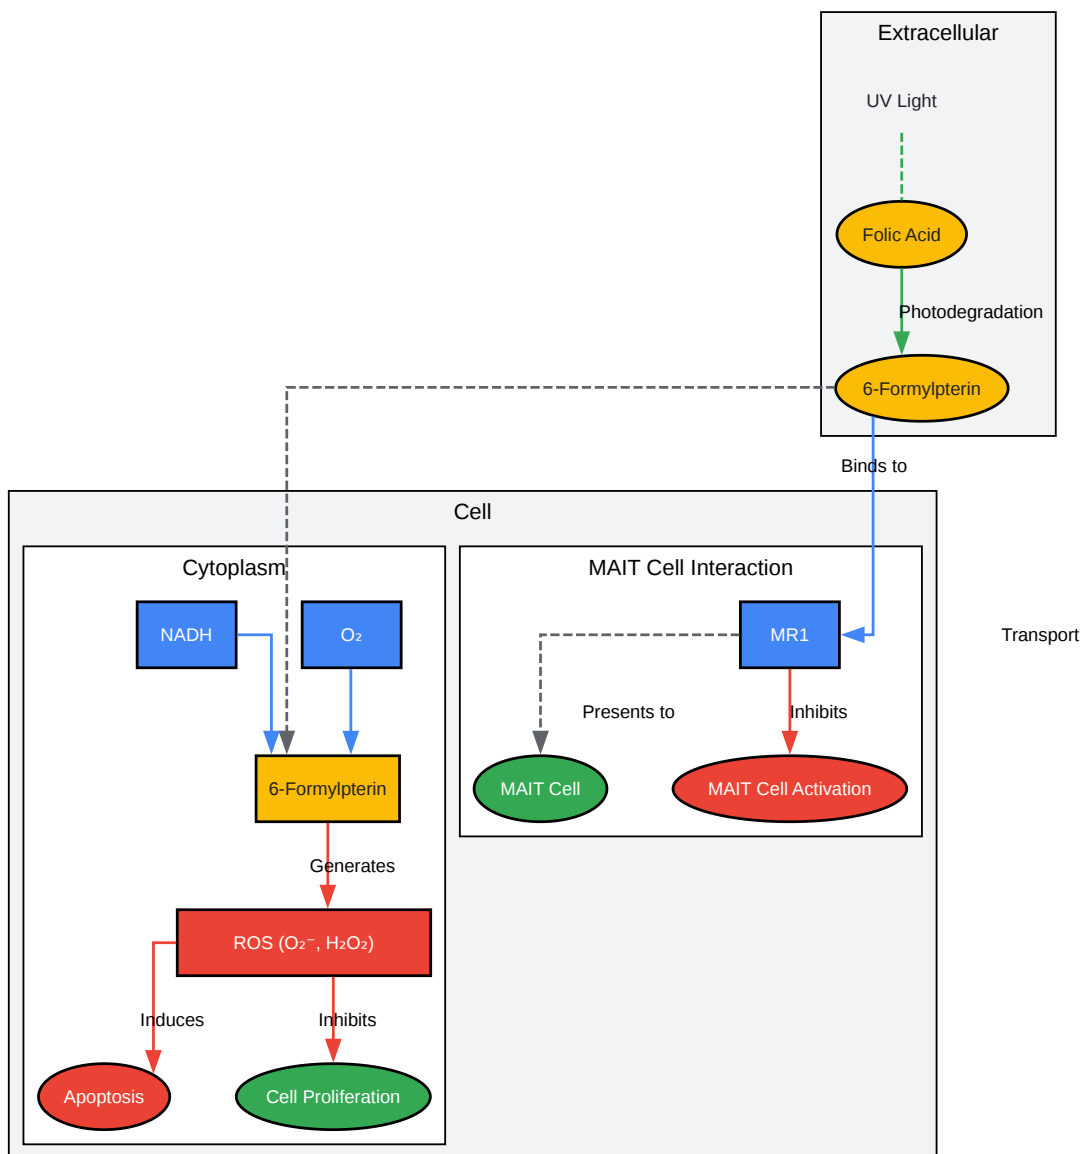 Extracellular
UV Light
Folic Acid
Photodegradation
6-Formylpterin
Binds to
Cell
Cytoplasm
MAIT Cell Interaction
NADH
O₂
MR1
Transport
Presents to
Inhibits
6-Formylpterin
MAIT Cell
MAIT Cell Activation
Generates
ROS (O₂⁻, H₂O₂)
Induces
Inhibits
Apoptosis
Cell Proliferation